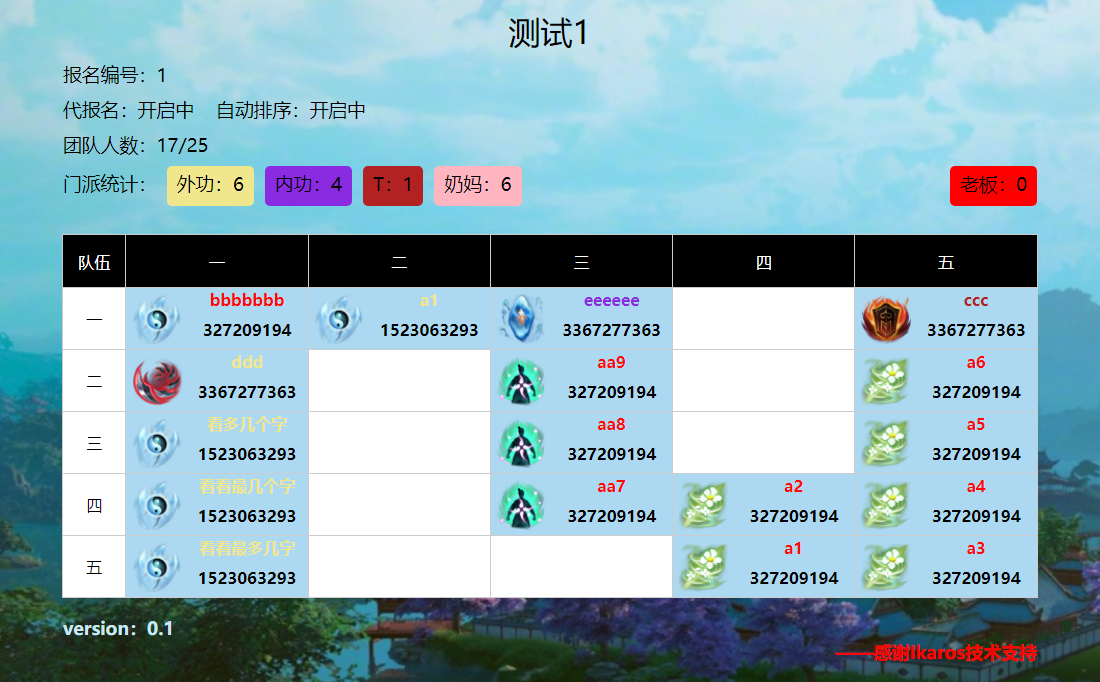 测试1
报名编号：1
代报名：开启中 自动排序：开启中
团队人数：17/25
门派统计： 外功：6 内功：4 T：1 奶妈：6 老板：0
队伍 一 二 三 四 五
一 bbbbbbb a1 eeeeee ccc
327209194 1523063293 3367277363 3367277363
二 ddd aa9 a6
3367277363 327209194 327209194
三 看多几个字 aa8 a5
1523063293 327209194 327209194
四 看看最几个字 aa7 a2 a4
1523063293 327209194 327209194 327209194
五 看看最多几字 a1 a3
1523063293 327209194 327209194
version：0.1
——感谢Ikaros技术支持